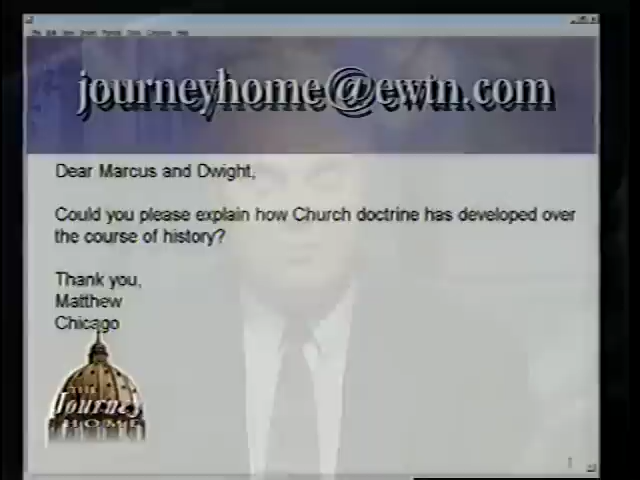 journeyhome@ewtn.com
Dear Marcus and Dwight,
Could you please explain how Church doctrine has developed over
the course of history?
Thank you,
Matthew
Chicago
THE
Journey
HOME